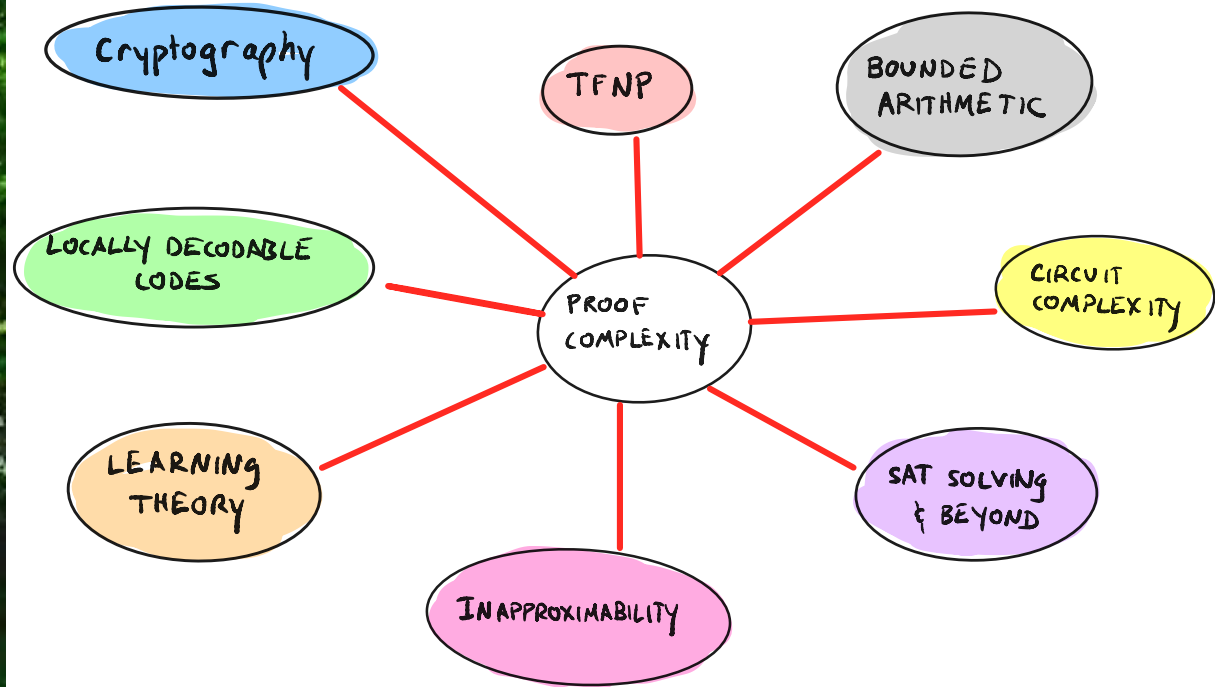 Cryptography
TFNP
BOUNDED
ARITHMETIC
LOCALLY DECODABLE
CODES
PROOF
COMPLEXITY
CIRCUIT
COMPLEXITY
LEARNING
THEORY
SAT SOLVING
& BEYOND
INAPPROXIMABILITY